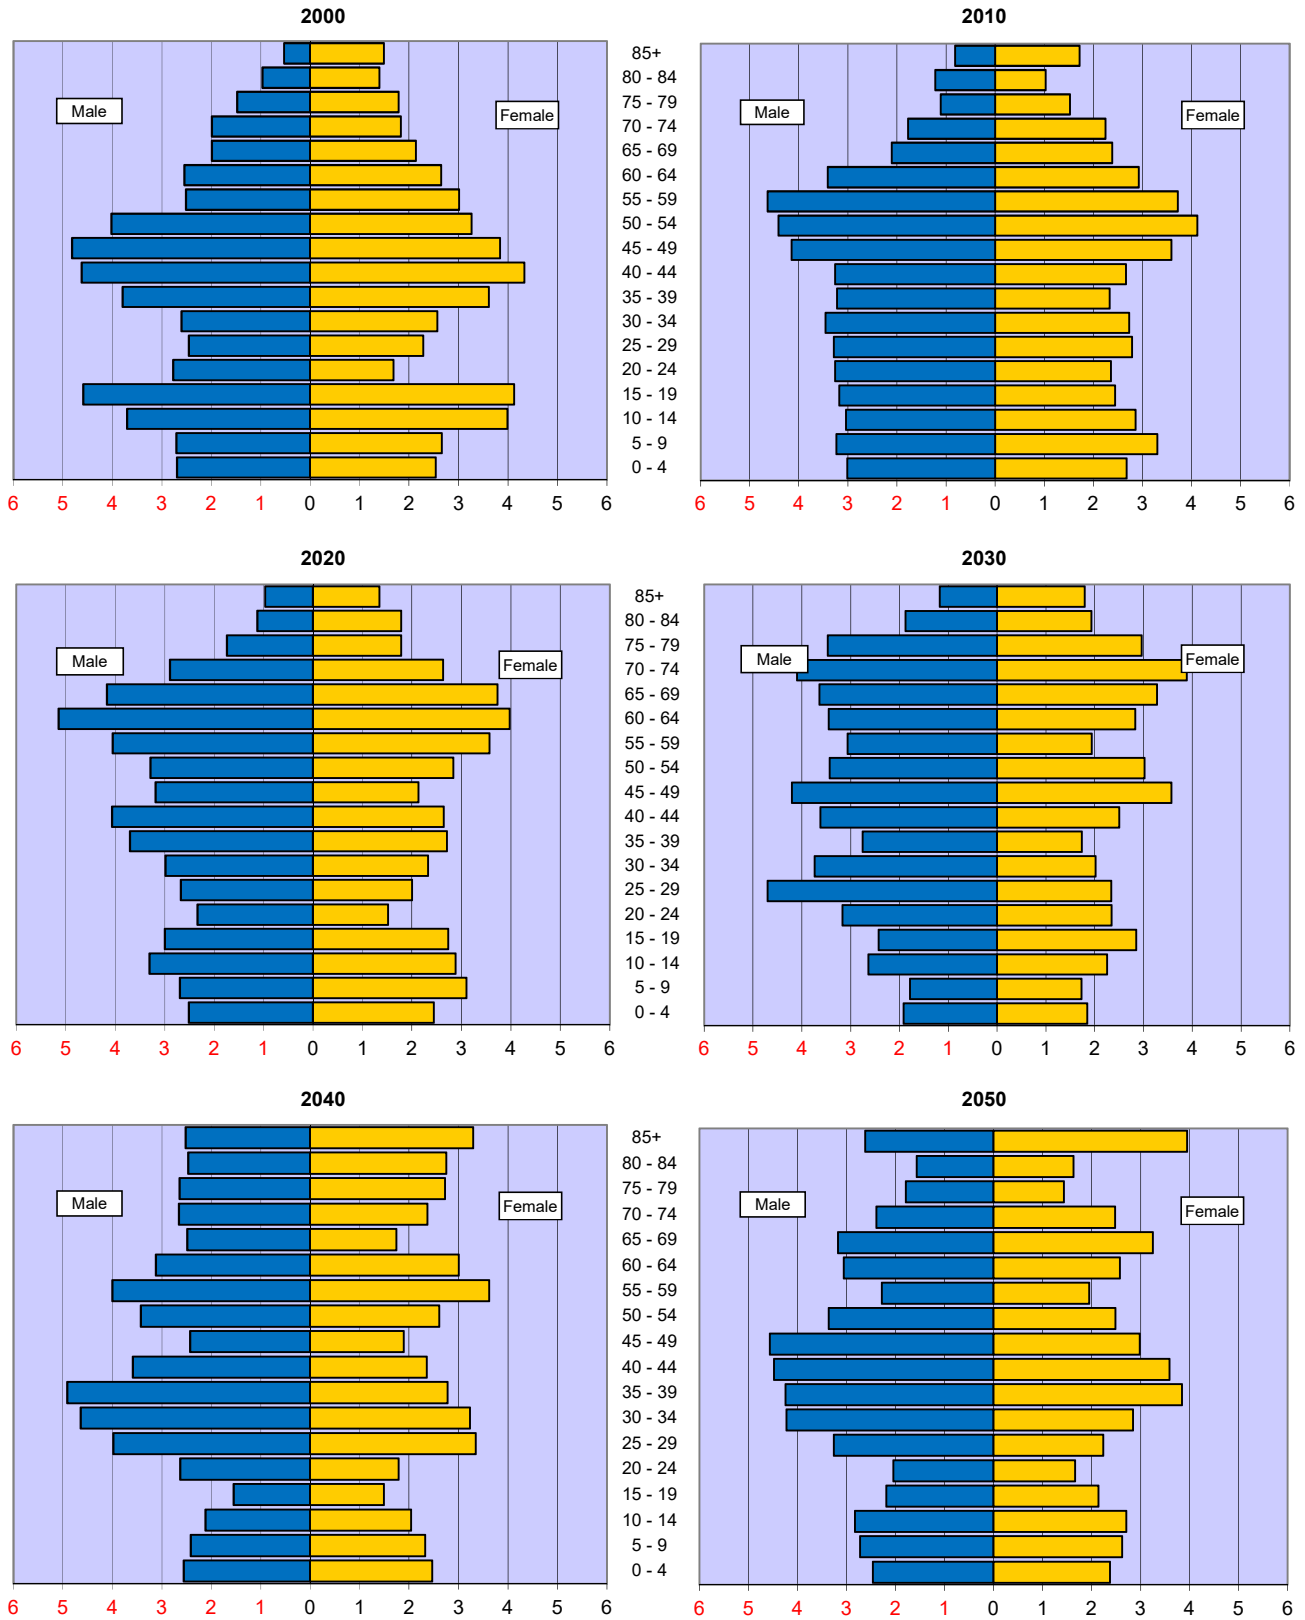 2000
2010
85+
80 - 84
75 - 79
70 - 74
65 - 69
60 - 64
55 - 59
50 - 54
45 - 49
40 - 44
35 - 39
30 - 34
25 - 29
20 - 24
15 - 19
10 - 14
5 - 9
0 - 4
Male
Female
Male
Female
6 5 4 3 2 1 0 1 2 3 4 5 6
6 5 4 3 2 1 0 1 2 3 4 5 6
2020
2030
85+
80 - 84
75 - 79
70 - 74
65 - 69
60 - 64
55 - 59
50 - 54
45 - 49
40 - 44
35 - 39
30 - 34
25 - 29
20 - 24
15 - 19
10 - 14
5 - 9
0 - 4
Male
Female
Male
Female
6 5 4 3 2 1 0 1 2 3 4 5 6
6 5 4 3 2 1 0 1 2 3 4 5 6
2040
2050
85+
80 - 84
75 - 79
70 - 74
65 - 69
60 - 64
55 - 59
50 - 54
45 - 49
40 - 44
35 - 39
30 - 34
25 - 29
20 - 24
15 - 19
10 - 14
5 - 9
0 - 4
Male
Female
Male
Female
6 5 4 3 2 1 0 1 2 3 4 5 6
6 5 4 3 2 1 0 1 2 3 4 5 6